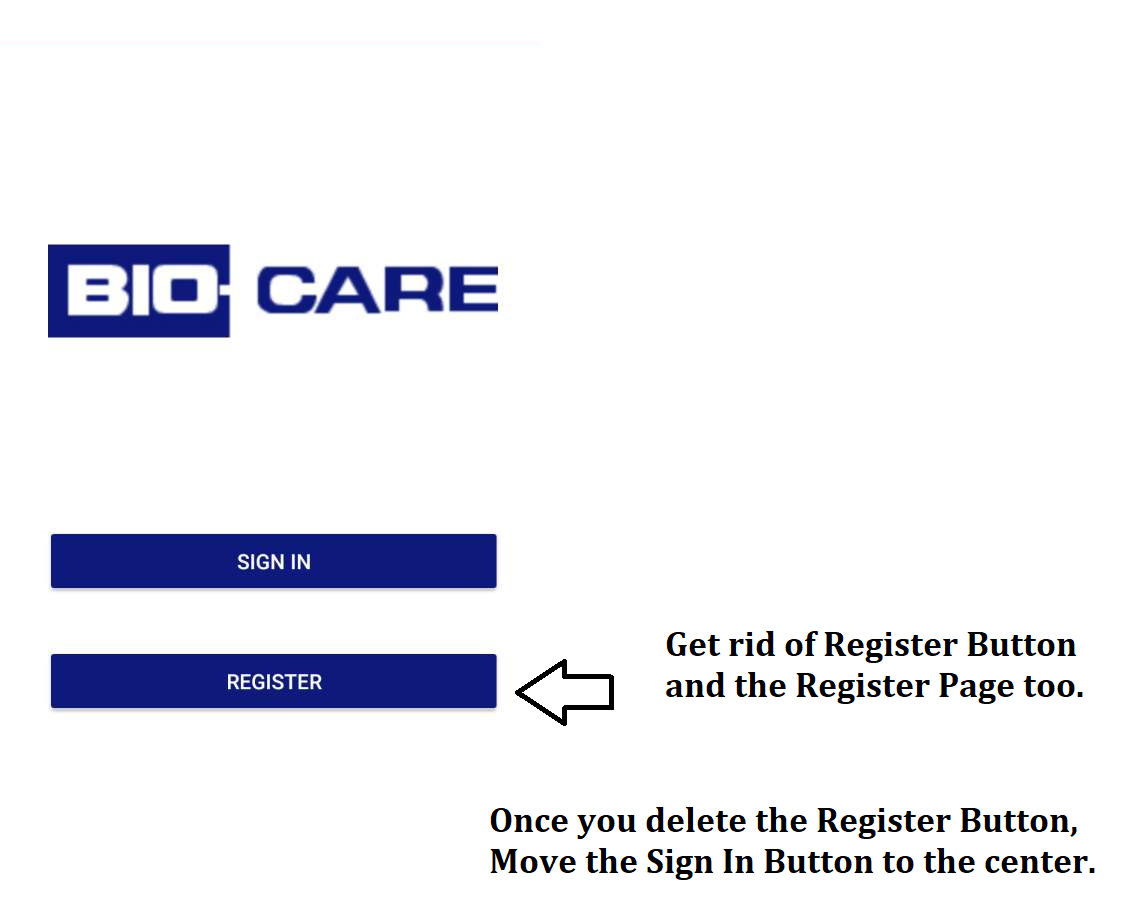 BIO-CARE
SIGN IN
REGISTER
Get rid of Register Button
and the Register Page too.
Once you delete the Register Button,
Move the Sign In Button to the center.